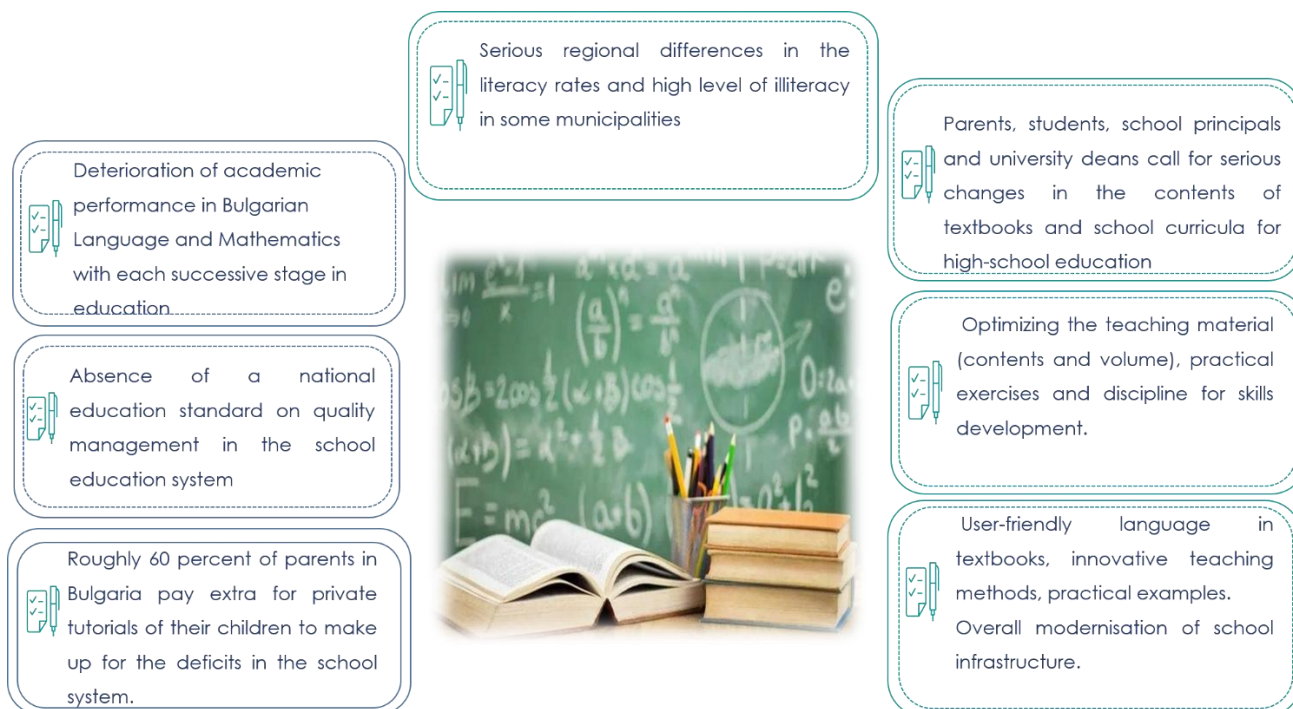 Serious regional differences in the
literacy rates and high level of illiteracy
in some municipalities
Deterioration of academic
performance in Bulgarian
Language and Mathematics
with each successive stage in
education
Absence of a national
education standard on quality
management in the school
education system
Roughly 60 percent of parents in
Bulgaria pay extra for private
tutorials of their children to make
up for the deficits in the school
system.
Parents, students, school principals
and university deans call for serious
changes in the contents of
textbooks and school curricula for
high-school education
Optimizing the teaching material
(contents and volume), practical
exercises and discipline for skills
development.
User-friendly language in
textbooks, innovative teaching
methods, practical examples.
Overall modernisation of school
infrastructure.